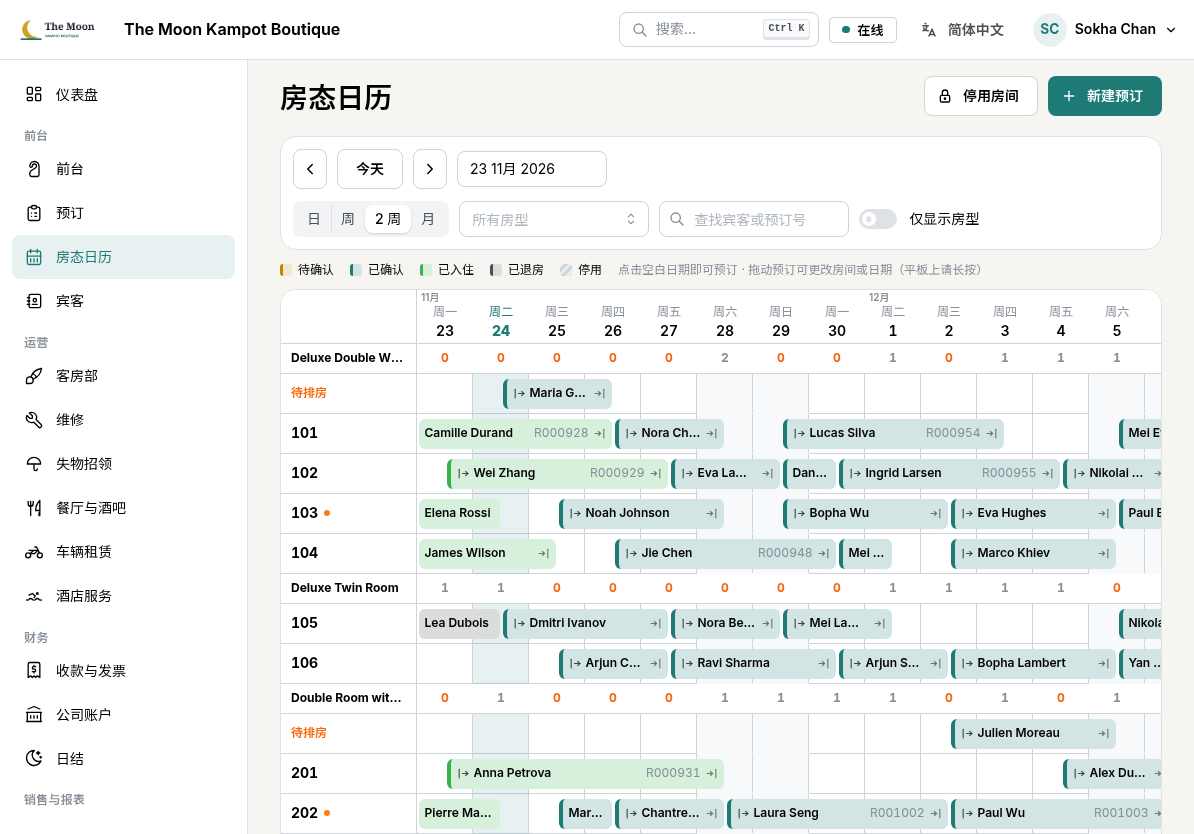 The Moon
KAMPOT BOUTIQUE
The Moon Kampot Boutique
搜索...
Ctrl K
在线
简体中文
SC
Sokha Chan
仪表盘
前台
前台
预订
房态日历
宾客
运营
客房部
维修
失物招领
餐厅与酒吧
车辆租赁
酒店服务
财务
收款与发票
公司账户
日结
销售与报表
房态日历
停用房间
新建预订
今天
23 11月 2026
日 周 2 周 月
所有房型
查找宾客或预订号
仅显示房型
待确认 已确认 已入住 已退房 停用 点击空白日期即可预订 · 拖动预订可更改房间或日期（平板上请长按）
11月 12月
周一 周二 周三 周四 周五 周六 周日 周一 周二 周三 周四 周五 周六
23 24 25 26 27 28 29 30 1 2 3 4 5
Deluxe Double W... 0 0 0 0 0 2 0 0 1 0 1 1 1
待排房 Maria G...
101 Camille Durand R000928 Nora Ch... Lucas Silva R000954 Mei E
102 Wei Zhang R000929 Eva La... Dan... Ingrid Larsen R000955 Nikolai ...
103 Elena Rossi Noah Johnson Bopha Wu Eva Hughes Paul E
104 James Wilson Jie Chen R000948 Mei ... Marco Khiev
Deluxe Twin Room 1 1 0 0 0 0 0 0 1 1 1 1 0
105 Lea Dubois Dmitri Ivanov Nora Be... Mei La... Nikola
106 Arjun C... Ravi Sharma Arjun S... Bopha Lambert Yan ...
Double Room wit... 0 1 0 0 0 1 1 1 1 0 1 0 1
待排房 Julien Moreau
201 Anna Petrova R000931 Alex Du...
202 Pierre Ma... Mar... Chantre... Laura Seng R001002 Paul Wu R001003